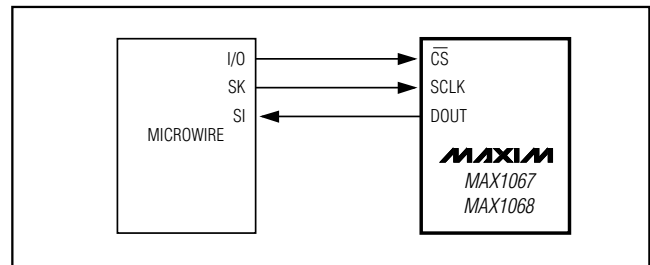 I/O
SK
SI
MICROWIRE
CS
SCLK
DOUT
MAXIM
MAX1067
MAX1068